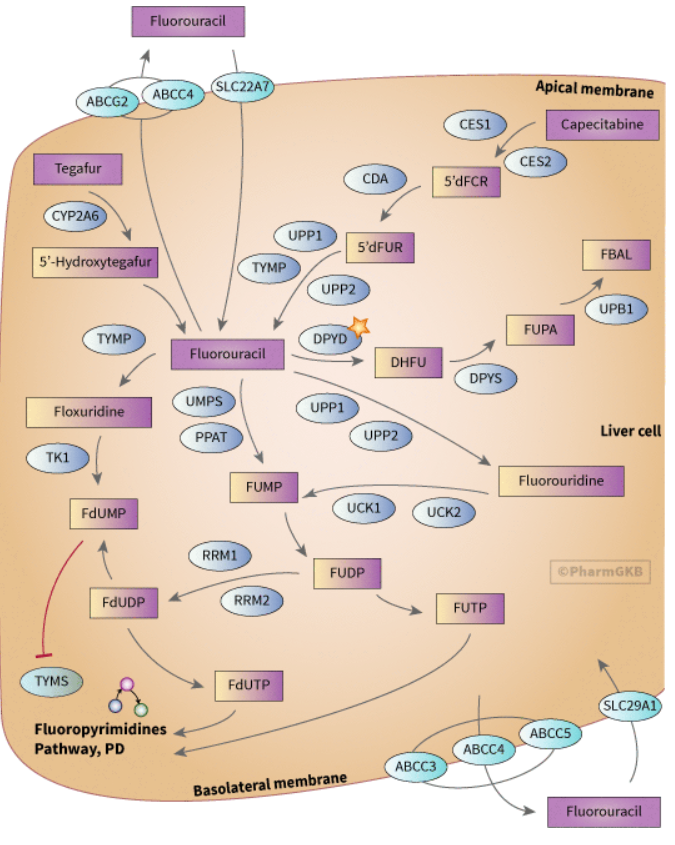 Fluorouracil
ABCG2
ABCC4
SLC22A7
Apical membrane
CES1
Capecitabine
CES2
Tegafur
CDA
5'dFCR
CYP2A6
UPP1
5'dFUR
5'-Hydroxytegafur
TYMP
FBAL
UPP2
UPB1
TYMP
DPYD
FUPA
Fluorouracil
DHFU
DPYS
Floxuridine
UMPS
UPP1
PPAT
UPP2
Liver cell
TK1
FUMP
Fluorouridine
FdUMP
UCK1
UCK2
RRM1
FUDP
©PharmGKB
FdUDP
RRM2
FUTP
TYMS
FdUTP
SLC29A1
Fluoropyrimidines
Pathway, PD
ABCC5
ABCC4
ABCC3
Basolateral membrane
Fluorouracil